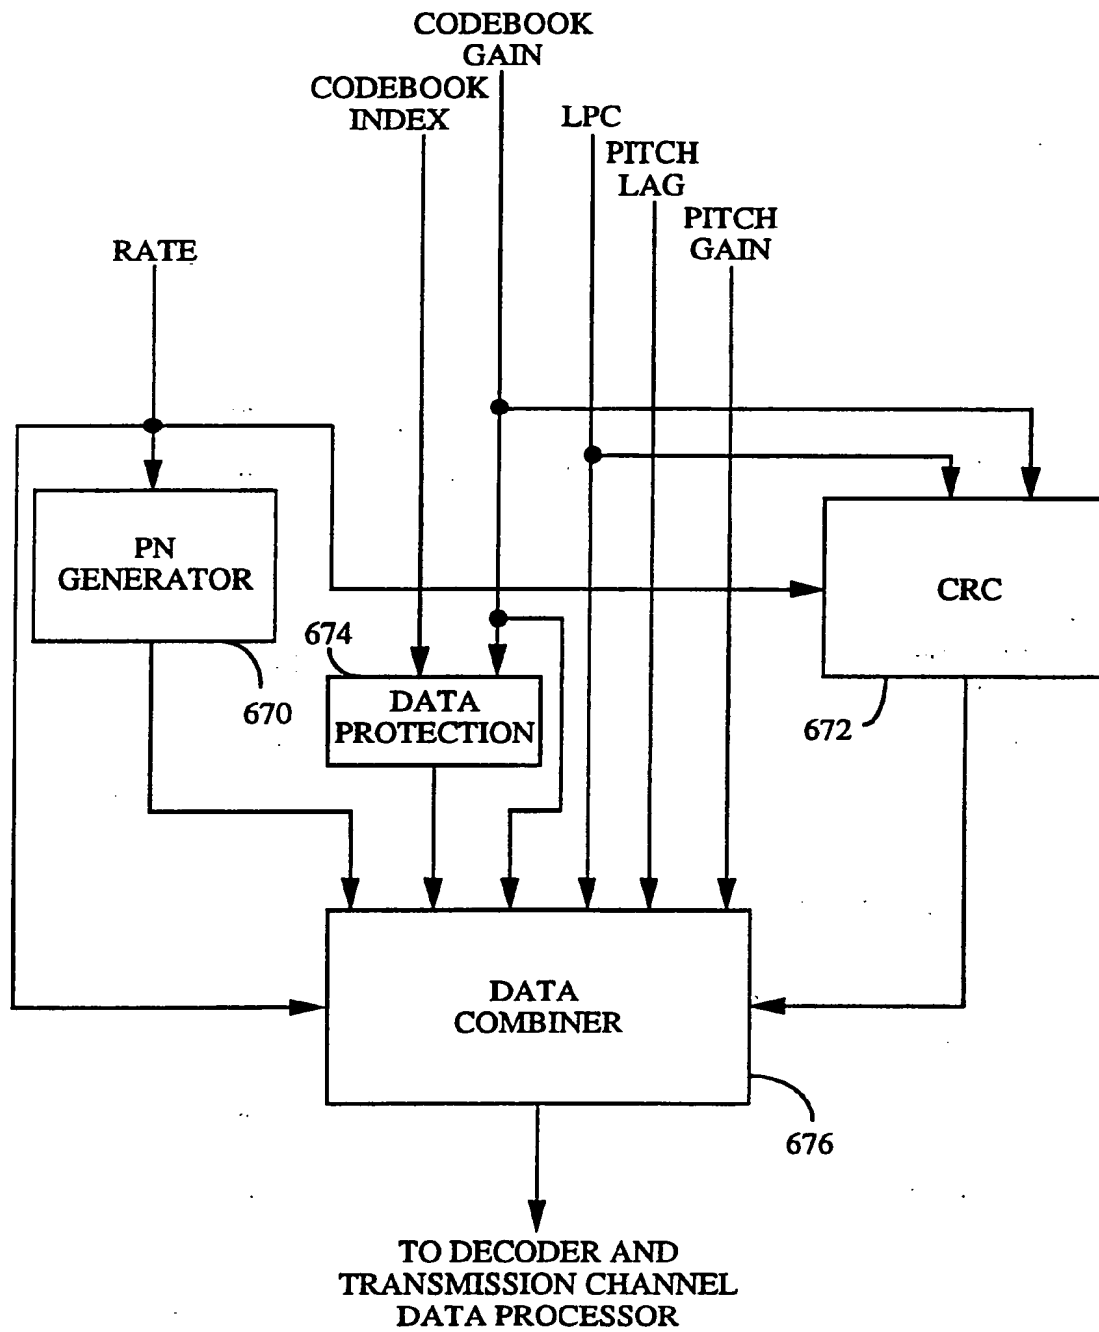 CODEBOOK
GAIN
CODEBOOK
INDEX
LPC
PITCH
LAG
PITCH
GAIN
RATE
PN
GENERATOR
CRC
674
DATA
PROTECTION
670
672
DATA
COMBINER
676
TO DECODER AND
TRANSMISSION CHANNEL
DATA PROCESSOR